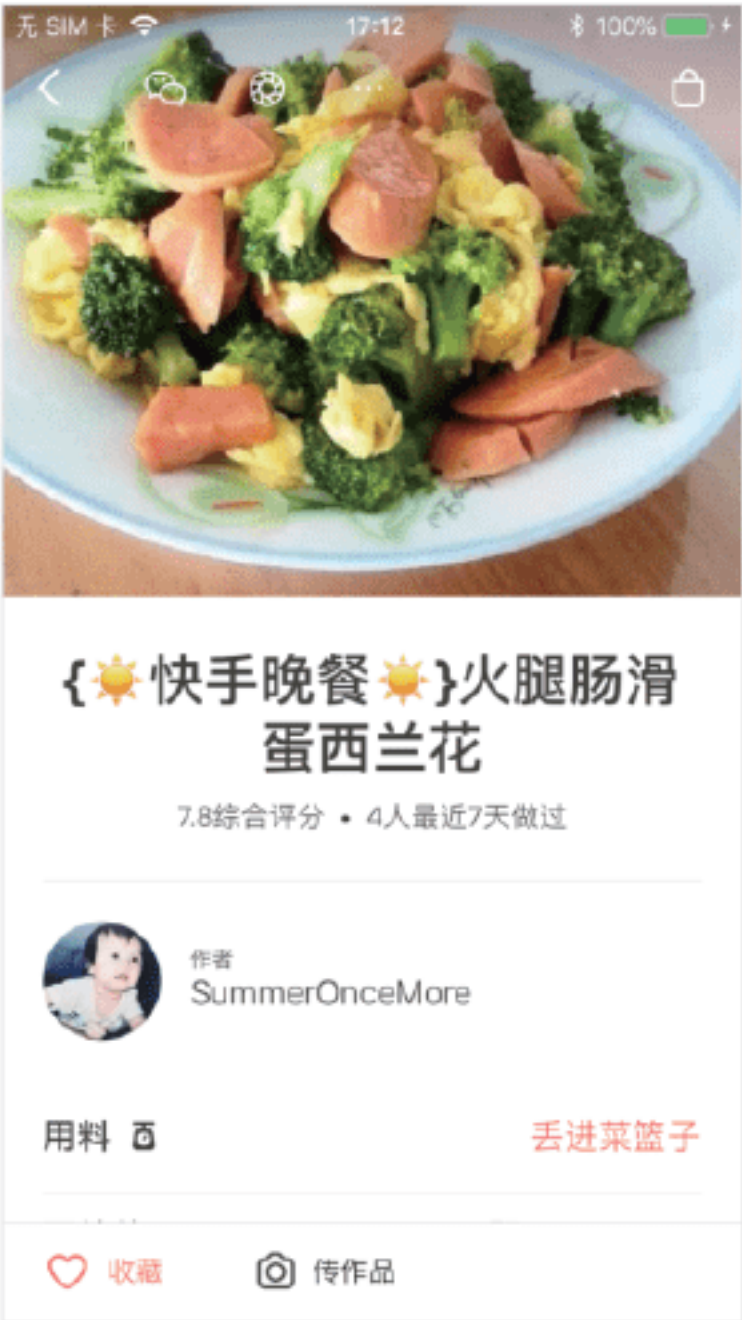 无 SIM 卡 17:12 100%
{☀️快手晚餐☀️}火腿肠滑
蛋西兰花
7.8综合评分 • 4人最近7天做过
作者
SummerOnceMore
用料 丢进菜篮子
收藏 传作品